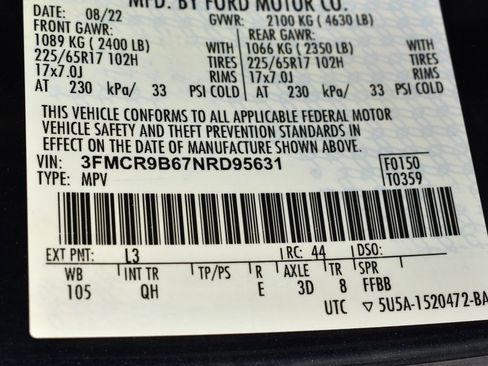 MFD. BY FORD MOTOR CO.
DATE: 08/22 GVWR: 2100 KG ( 4630 LB)
FRONT GAWR: REAR GAWR:
1089 KG ( 2400 LB) WITH 1066 KG ( 2350 LB) WITH
225/65R17 102H TIRES 225/65R17 102H TIRES
17x7.0J RIMS 17x7.0J RIMS
AT 230 kPa/ 33 PSI COLD AT 230 kPa/ 33 PSI COLD
THIS VEHICLE CONFORMS TO ALL APPLICABLE FEDERAL MOTOR
VEHICLE SAFETY AND THEFT PREVENTION STANDARDS IN EFFECT ON
THE DATE OF MANUFACTURE SHOWN ABOVE.
VIN: 3FMCR9B67NRD95631 F0150
TYPE: MPV T0359
EXT PNT: L3 RC: 44 DSO:
WB INT TR TP/PS R AXLE TR SPR
105 QH E 3D 8 FFBB
UTC ▽ 5U5A-1520472-BA